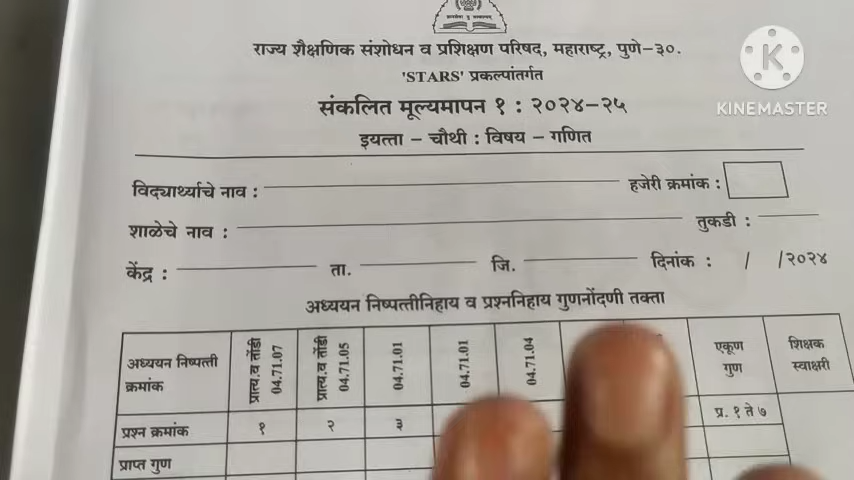 राज्य शैक्षणिक संशोधन व प्रशिक्षण परिषद, महाराष्ट्र, पुणे-३०.
'STARS' प्रकल्पांतर्गत
KINEMASTER
संकलित मूल्यमापन १ : २०२४-२५
इयत्ता - चौथी : विषय - गणित
विद्यार्थ्याचे नाव : हजेरी क्रमांक :
शाळेचे नाव : तुकडी :
केंद्र : ता. जि. दिनांक : / /२०२४
अध्ययन निष्पत्तीनिहाय व प्रश्ननिहाय गुणनोंदणी तक्ता
अध्ययन निष्पत्ती क्रमांक प्रात्य.व तोंडी 04.71.07 प्रात्य.व तोंडी 04.71.05 04.71.01 04.71.01 04.71.04 एकूण गुण शिक्षक स्वाक्षरी
प्रश्न क्रमांक १ २ ३ प्र. १ ते ७
प्राप्त गुण